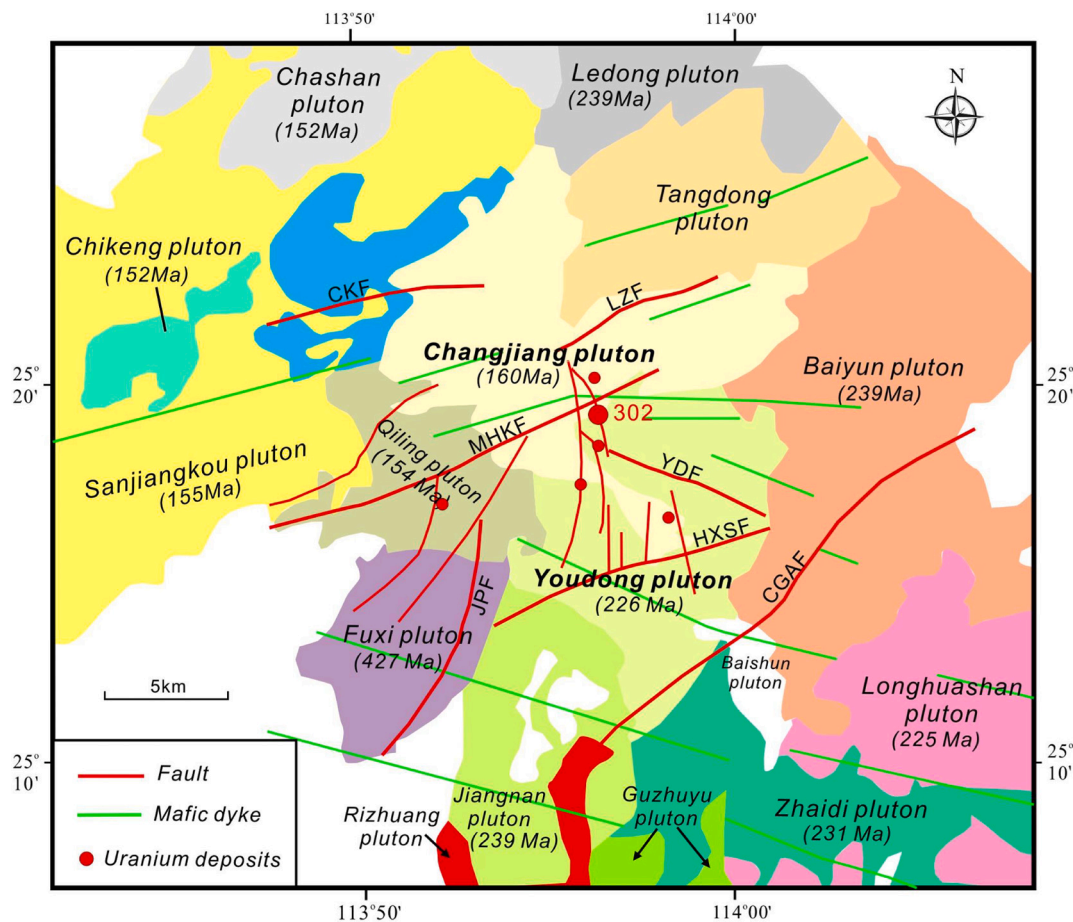 113°50'
114°00'
Chashan
pluton
(152Ma)
Ledong pluton
(239Ma)
N
Tangdong
pluton
Chikeng pluton
(152Ma)
CKF
LZF
Changjiang pluton
(160Ma)
Baiyun pluton
(239Ma)
25°
20'
25°
20'
302
MHKF
Qiling pluton
(154 Ma)
YDF
Sanjiangkou pluton
(155Ma)
HXSF
CGAF
JPF
Youdong pluton
(226 Ma)
Fuxi pluton
(427 Ma)
Baishun
pluton
5km
Longhuashan
pluton
(225 Ma)
25°
10'
25°
10'
Fault
Mafic dyke
Uranium deposits
Rizhuang
pluton
Jiangnan
pluton
(239 Ma)
Guzhuyu
pluton
Zhaidi pluton
(231 Ma)
113°50'
114°00'